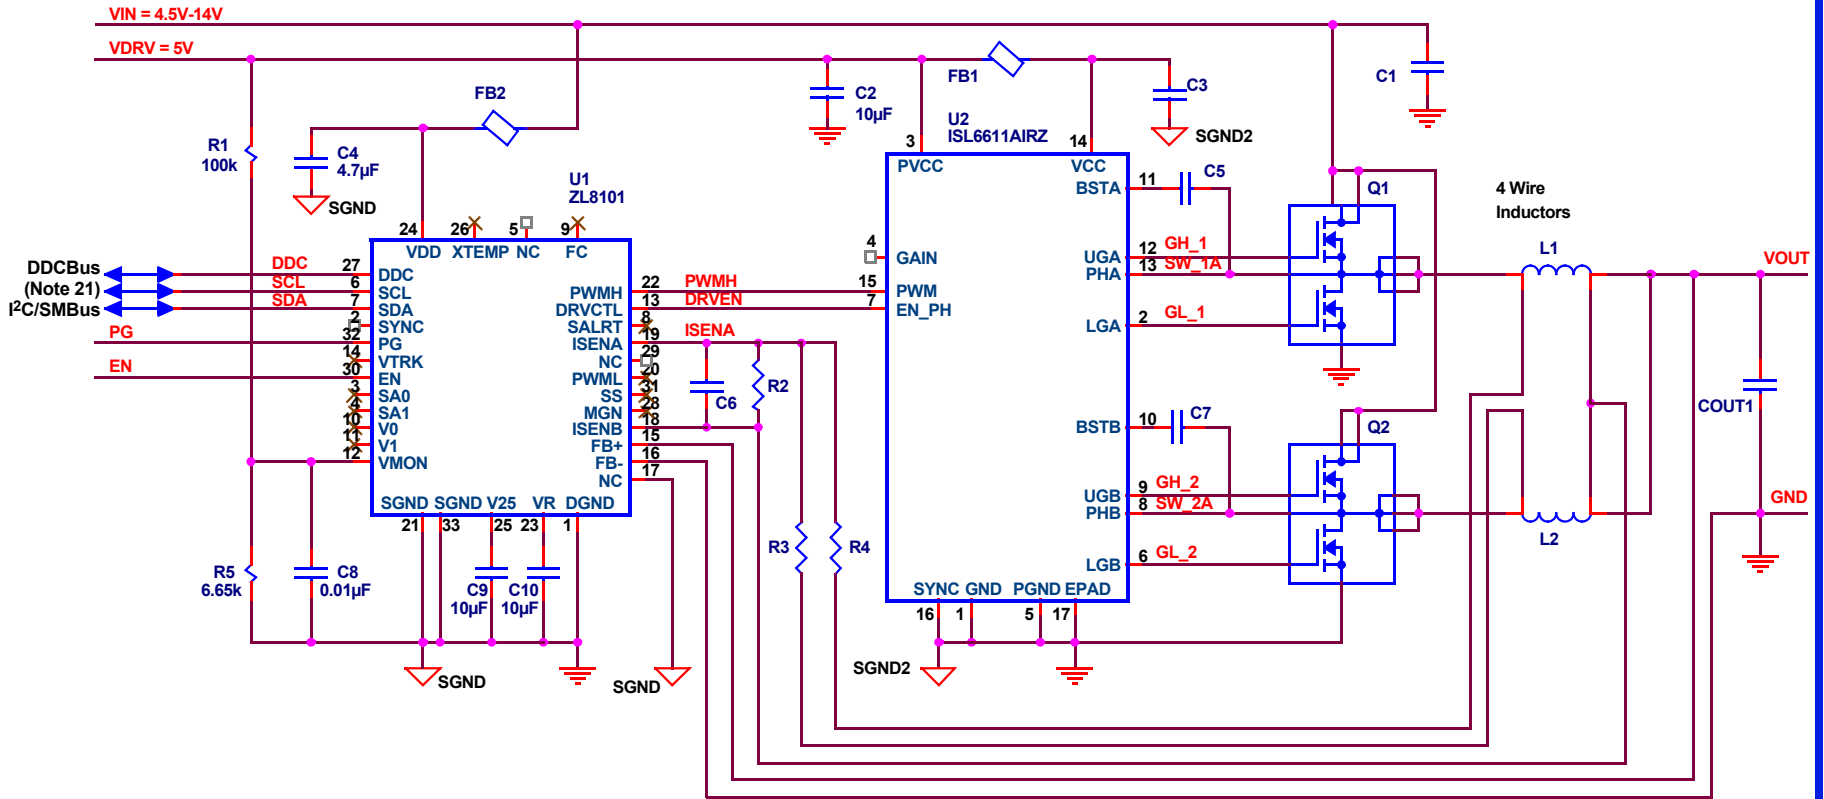 VIN = 4.5V-14V
VDRV = 5V
FB2
FB1
C2
10µF
C3
C1
SGND2
R1
100k
C4
4.7µF
SGND
U1
ZL8101
U2
ISL6611AIRZ
24
26
5
9
VDD
XTEMP
NC
FC
DDCBus
(Note 21)
I²C/SMBus
DDC
SCL
SDA
PG
EN
27
6
7
2
32
14
30
3
4
10
11
12
DDC
SCL
SDA
SYNC
PG
VTRK
EN
SA0
SA1
V0
V1
VMON
PWMH
DRVCTL
SALRT
ISENA
NC
PWML
SS
MGN
ISENB
FB+
FB-
NC
22
13
8
19
29
20
31
28
18
15
16
17
PWMH
DRVEN
ISENA
SGND
SGND
V25
VR
DGND
21
33
25
23
1
R5
6.65k
C8
0.01µF
C9
10µF
C10
10µF
SGND
SGND
C6
R2
R3
R4
3
14
PVCC
VCC
4
GAIN
15
PWM
7
EN_PH
BSTA
11
C5
UGA
12
GH_1
PHA
13
SW_1A
LGA
2
GL_1
BSTB
10
C7
UGB
9
GH_2
PHB
8
SW_2A
LGB
6
GL_2
SYNC
GND
PGND
EPAD
16
1
5
17
SGND2
Q1
Q2
4 Wire
Inductors
L1
L2
VOUT
COUT1
GND